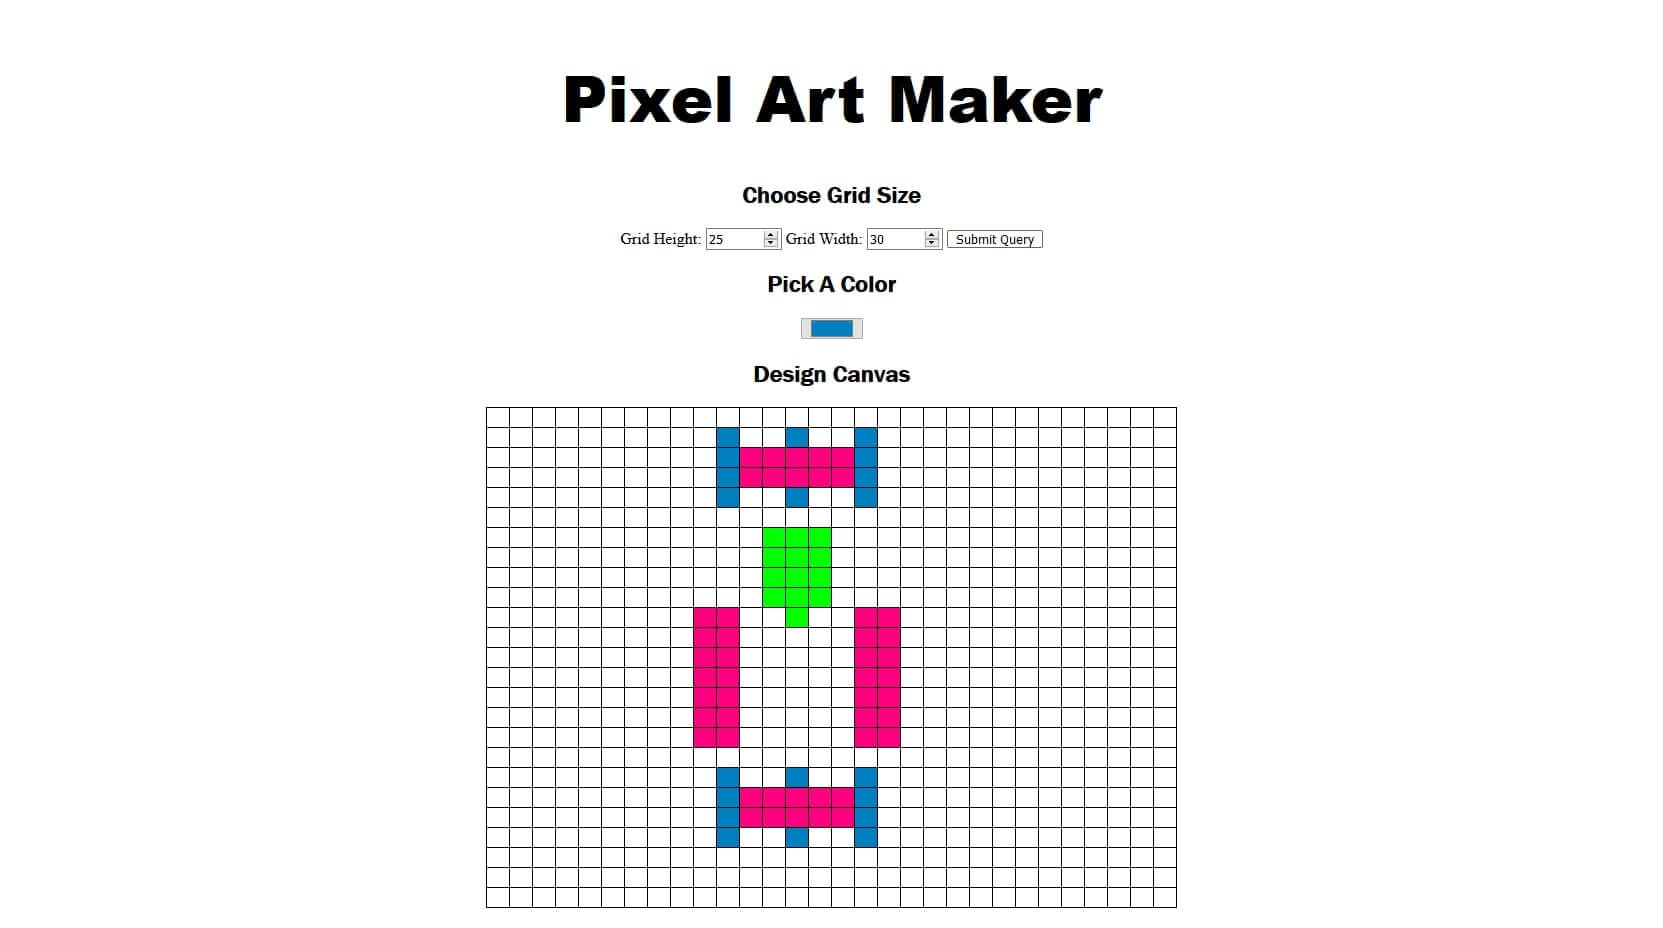 Pixel Art Maker
Choose Grid Size
Grid Height: 25 Grid Width: 30 Submit Query
Pick A Color
Design Canvas